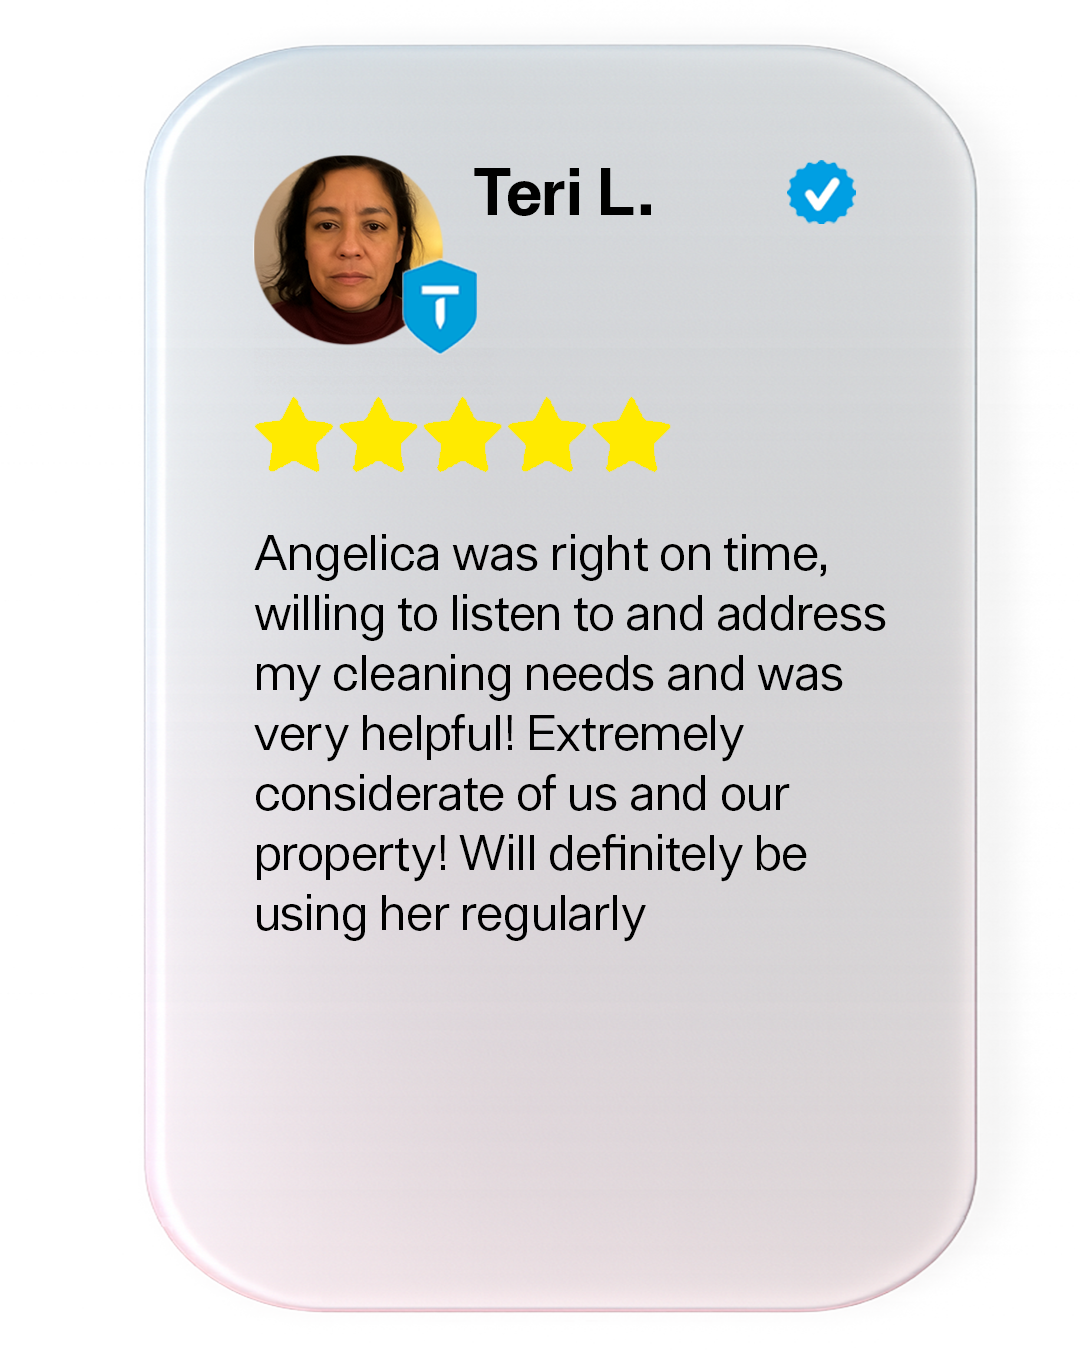 Teri L.
T
Angelica was right on time,
willing to listen to and address
my cleaning needs and was
very helpful! Extremely
considerate of us and our
property! Will definitely be
using her regularly